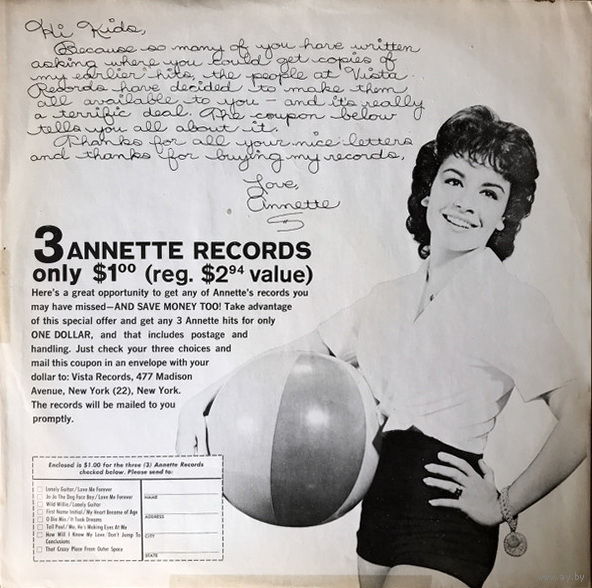 Hi Kids,
Because so many of you have written
asking where you could get copies of
my earlier hits, the people at Vista
Records have decided to make them
all available to you — and it's really
a terrific deal. The coupon below
tells you all about it.
Thanks for all your nice letters
and thanks for buying my records.
Love,
Annette
3 ANNETTE RECORDS
only $1⁰⁰ (reg. $2⁹⁴ value)
Here's a great opportunity to get any of Annette's records you
may have missed—AND SAVE MONEY TOO! Take advantage
of this special offer and get any 3 Annette hits for only
ONE DOLLAR, and that includes postage and
handling. Just check your three choices and
mail this coupon in an envelope with your
dollar to: Vista Records, 477 Madison
Avenue, New York (22), New York.
The records will be mailed to you
promptly.
Enclosed is $1.00 for the three (3) Annette Records
checked below. Please send to:
Lonely Guitar/Love Me Forever
Jo Jo The Dog Face Boy/Love Me Forever
Wild Willie/Lonely Guitar
First Name Initial/My Heart Became of Age
O Dio Mio/It Took Dreams
Tall Paul/Ma, He's Making Eyes At Me
How Will I Know My Love/Don't Jump To
Conclusions
That Crazy Place From Outer Space
NAME
ADDRESS
CITY
STATE
www.ay.by